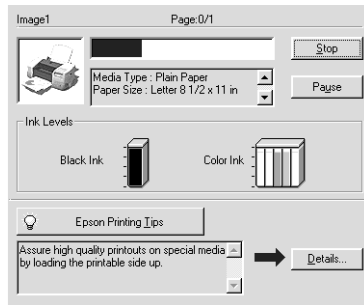 Image1 Page:0/1
Stop
Media Type : Plain Paper
Paper Size : Letter 8 1/2 x 11 in
Pause
Ink Levels
Black Ink Color Ink
Epson Printing Tips
Assure high quality printouts on special media
by loading the printable side up.
Details...